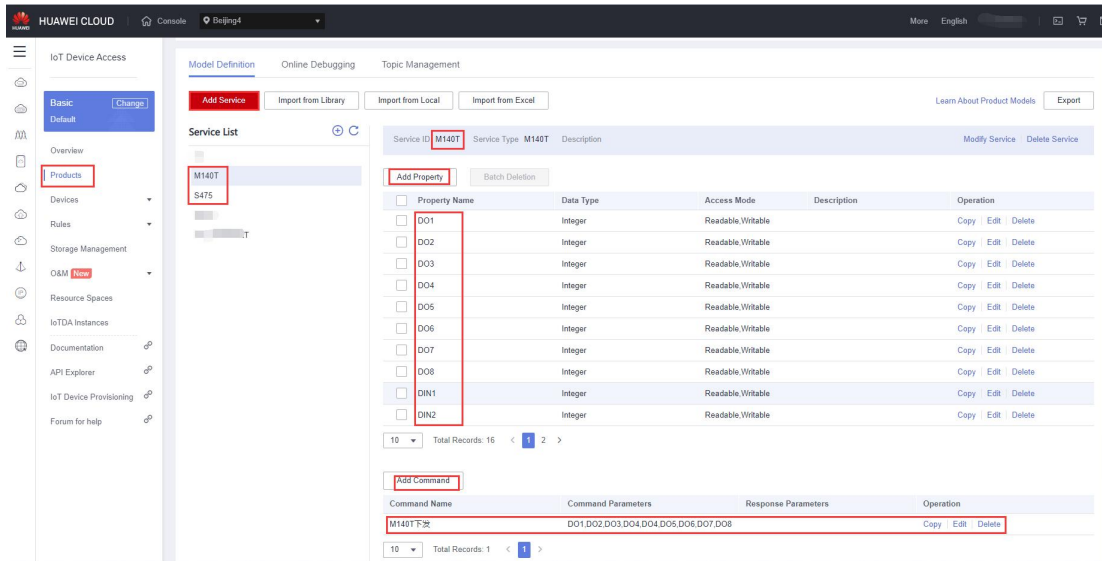 HUAWEI
HUAWEI CLOUD
Console
Beijing4
More
English
IoT Device Access
Basic
Change
Default
Overview
Products
Devices
Rules
Storage Management
O&M New
Resource Spaces
IoTDA Instances
Documentation
API Explorer
IoT Device Provisioning
Forum for help
Model Definition Online Debugging Topic Management
Add Service Import from Library Import from Local Import from Excel Learn About Product Models Export
Service List
M140T
S475
T
Service ID M140T Service Type M140T Description Modify Service Delete Service
Add Property Batch Deletion
Property Name Data Type Access Mode Description Operation
DO1 Integer Readable,Writable Copy Edit Delete
DO2 Integer Readable,Writable Copy Edit Delete
DO3 Integer Readable,Writable Copy Edit Delete
DO4 Integer Readable,Writable Copy Edit Delete
DO5 Integer Readable,Writable Copy Edit Delete
DO6 Integer Readable,Writable Copy Edit Delete
DO7 Integer Readable,Writable Copy Edit Delete
DO8 Integer Readable,Writable Copy Edit Delete
DIN1 Integer Readable,Writable Copy Edit Delete
DIN2 Integer Readable,Writable Copy Edit Delete
10 Total Records: 16 < 1 2 >
Add Command
Command Name Command Parameters Response Parameters Operation
M140T下发 DO1,DO2,DO3,DO4,DO4,DO5,DO6,DO7,DO8 Copy Edit Delete
10 Total Records: 1 < 1 >